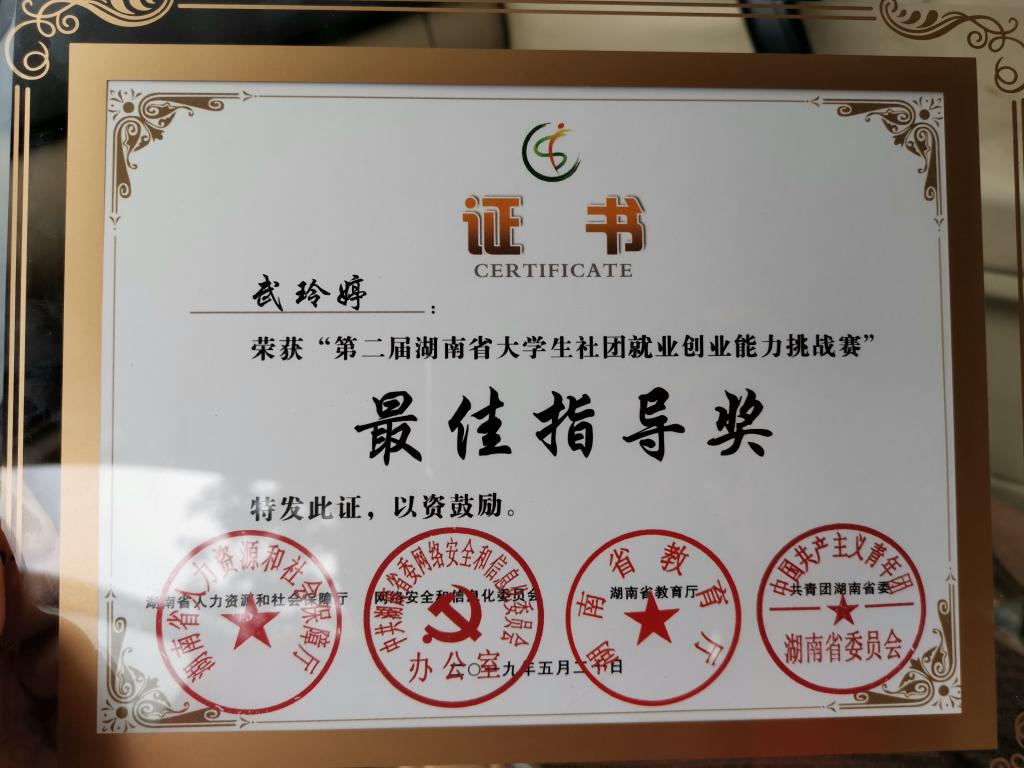 证 书
CERTIFICATE
武玲婷：
荣获“第二届湖南省大学生社团就业创业能力挑战赛”
最佳指导奖
特发此证，以资鼓励。
湖南省人力资源和社会保障厅
湖南省人力资源和社会保障厅
中共湖南省委网络安全和信息化委员会
网络安全和信息化委员会
办公室
湖南省教育厅
湖南省教育厅
中国共产主义青年团
共青团湖南省委
湖南省委员会
二〇一九年五月二十日